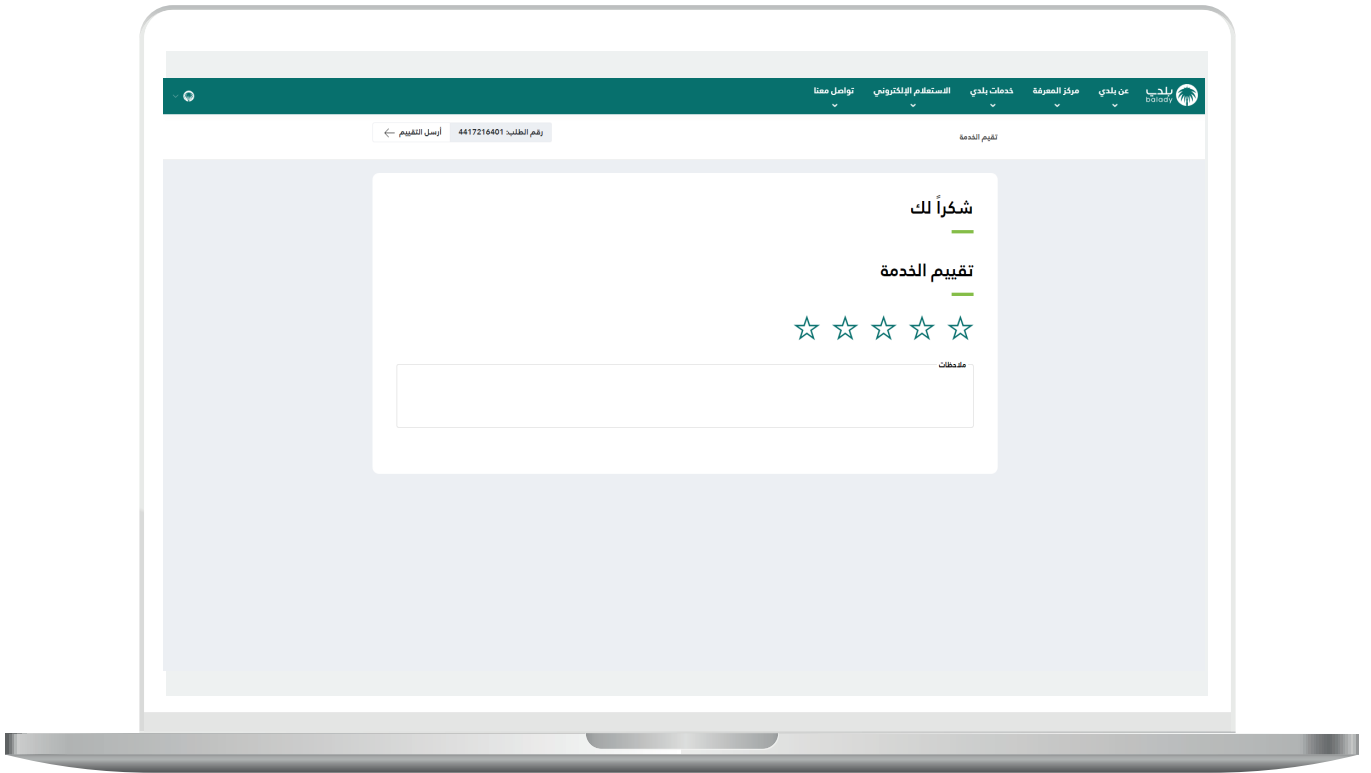 بلدي
balady
عن بلدي
مركز المعرفة
خدمات بلدي
الاستعلام الإلكتروني
تواصل معنا
تقيم الخدمة
رقم الطلب: 4417216401
أرسل التقييم
شكراً لك
تقييم الخدمة
ملاحظات